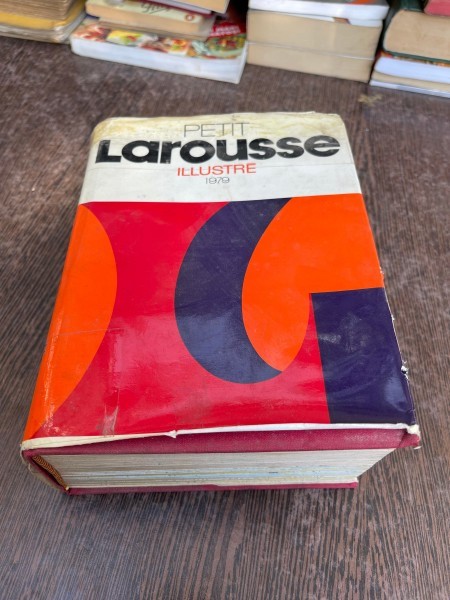 PETIT
Larousse
ILLUSTRE
1979